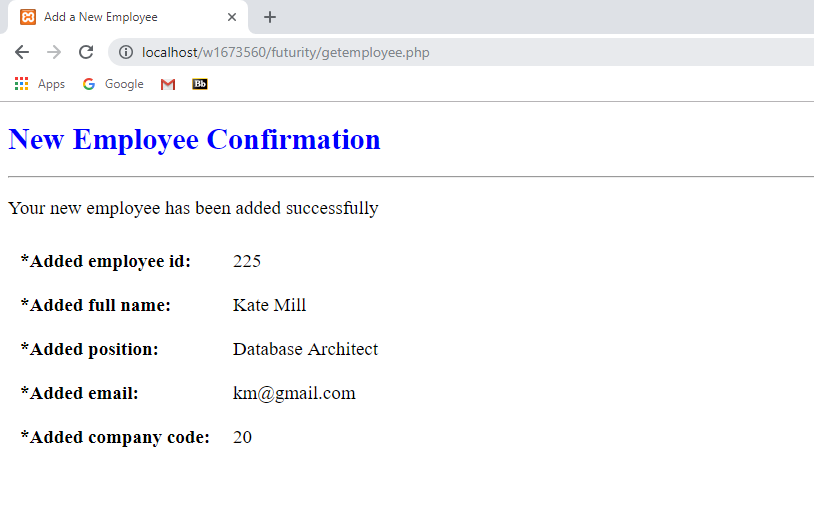 Add a New Employee
localhost/w1673560/futurity/getemployee.php
Apps Google Bb
New Employee Confirmation
Your new employee has been added successfully
*Added employee id: 225
*Added full name: Kate Mill
*Added position: Database Architect
*Added email: km@gmail.com
*Added company code: 20